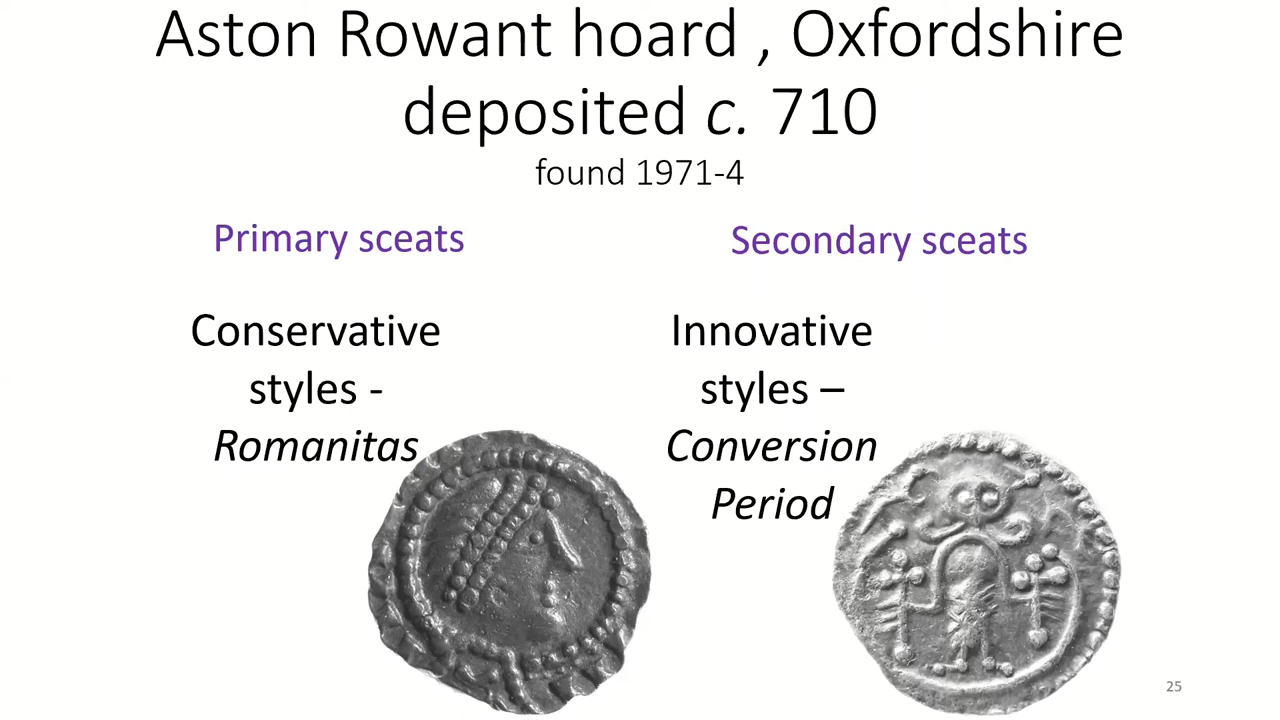 Aston Rowant hoard , Oxfordshire
deposited c. 710
found 1971-4
Primary sceats
Secondary sceats
Conservative
styles -
Romanitas
Innovative
styles –
Conversion
Period
25